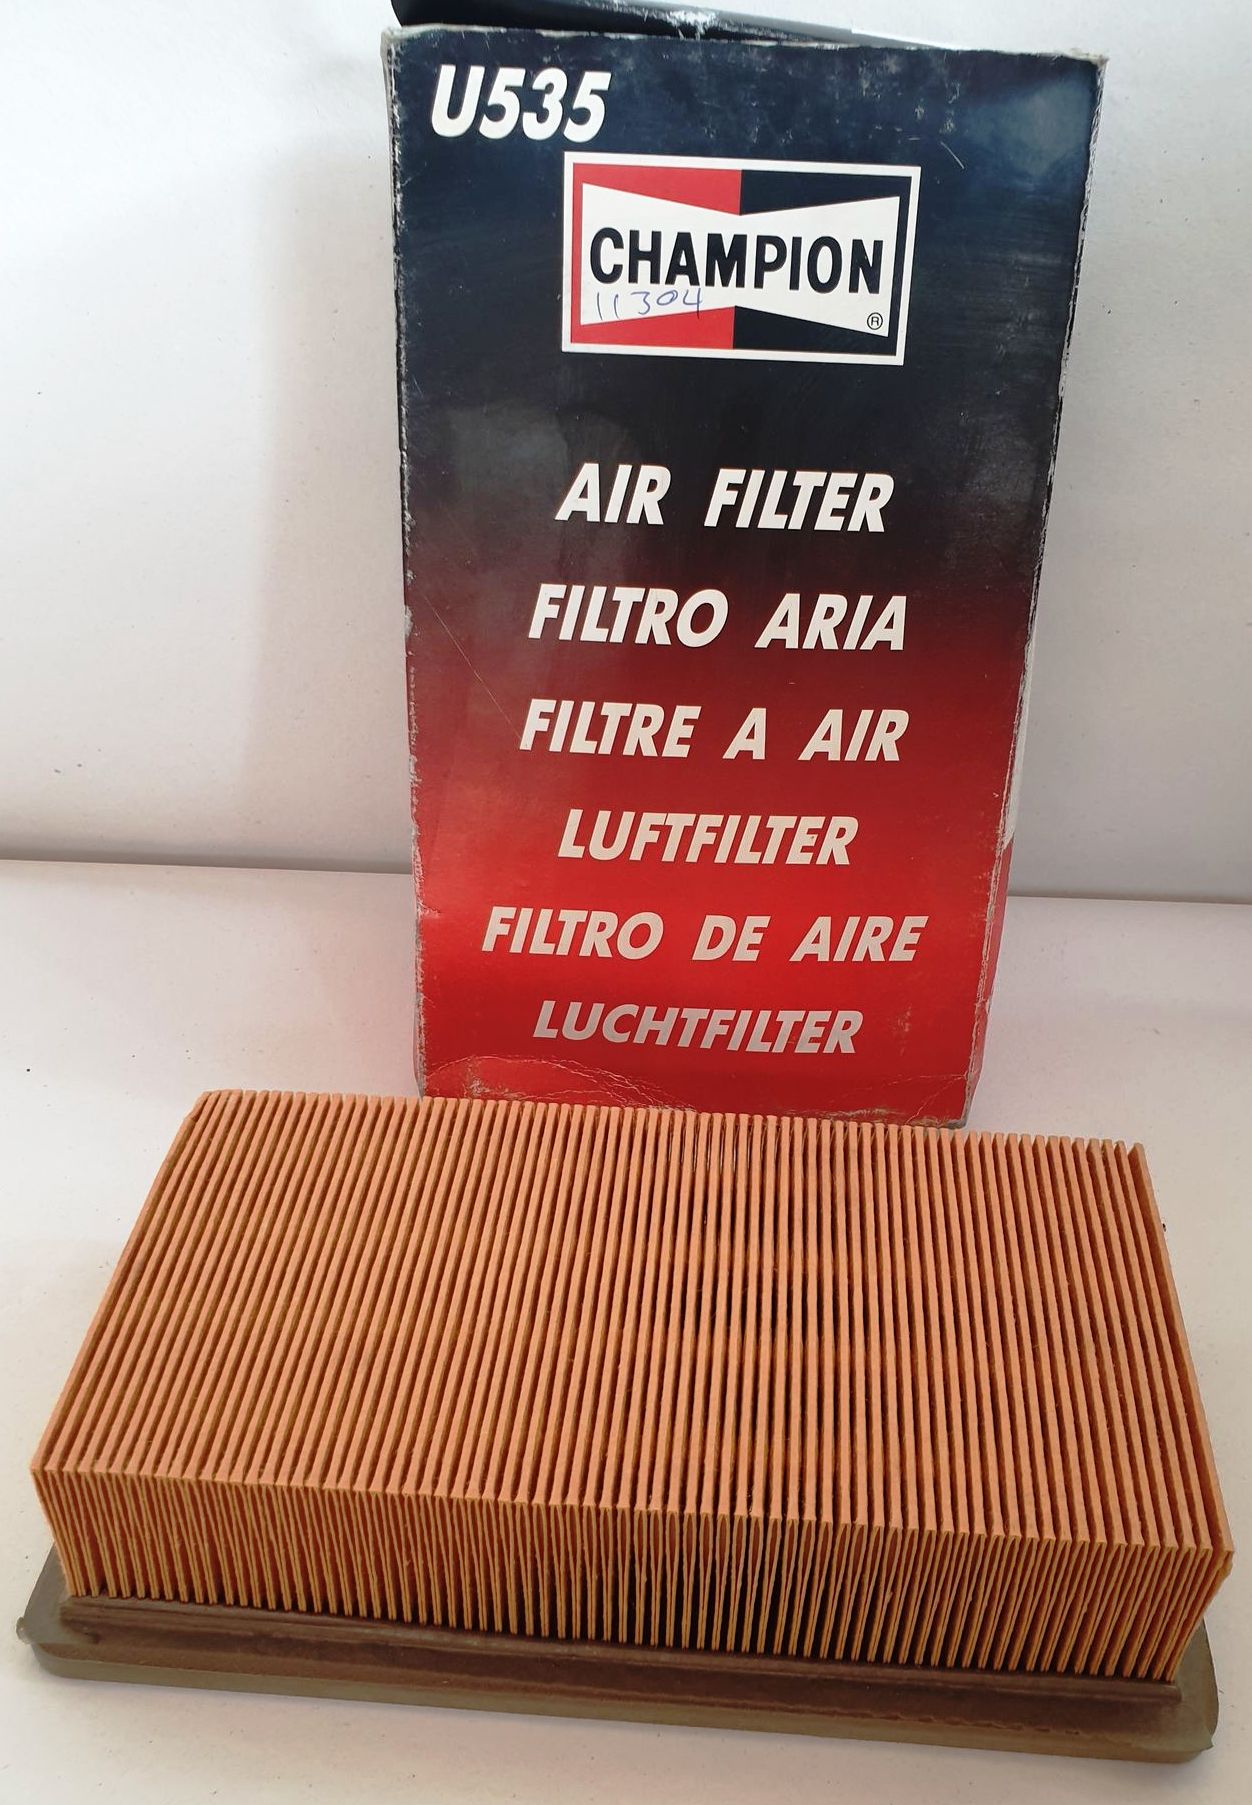 U535
CHAMPION
11304
®
AIR FILTER
FILTRO ARIA
FILTRE A AIR
LUFTFILTER
FILTRO DE AIRE
LUCHTFILTER